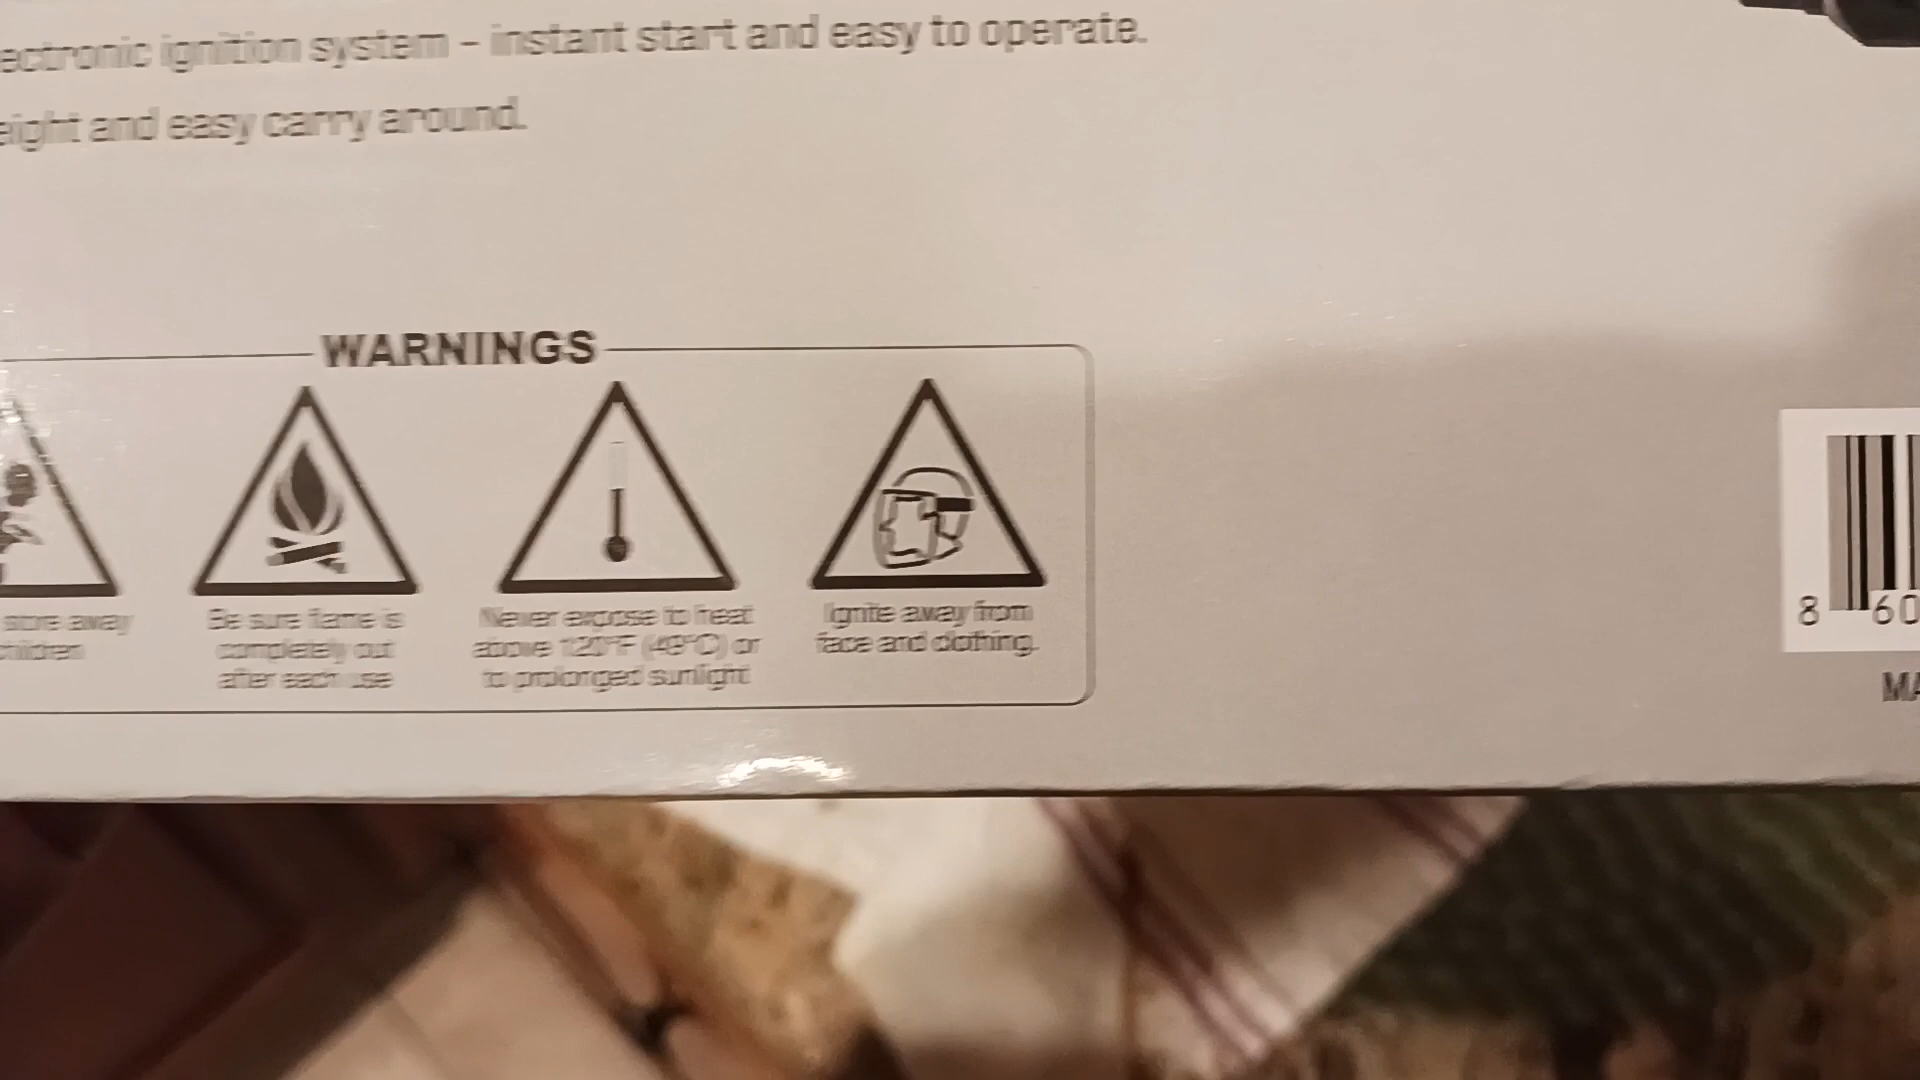 ectronic ignition system – instant start and easy to operate.
eight and easy carry around.
WARNINGS
store away
children
Be sure flame is
completely out
after each use
Never expose to heat
above 120°F (49°C) or
to prolonged sunlight
Ignite away from
face and clothing.
8 60
MA